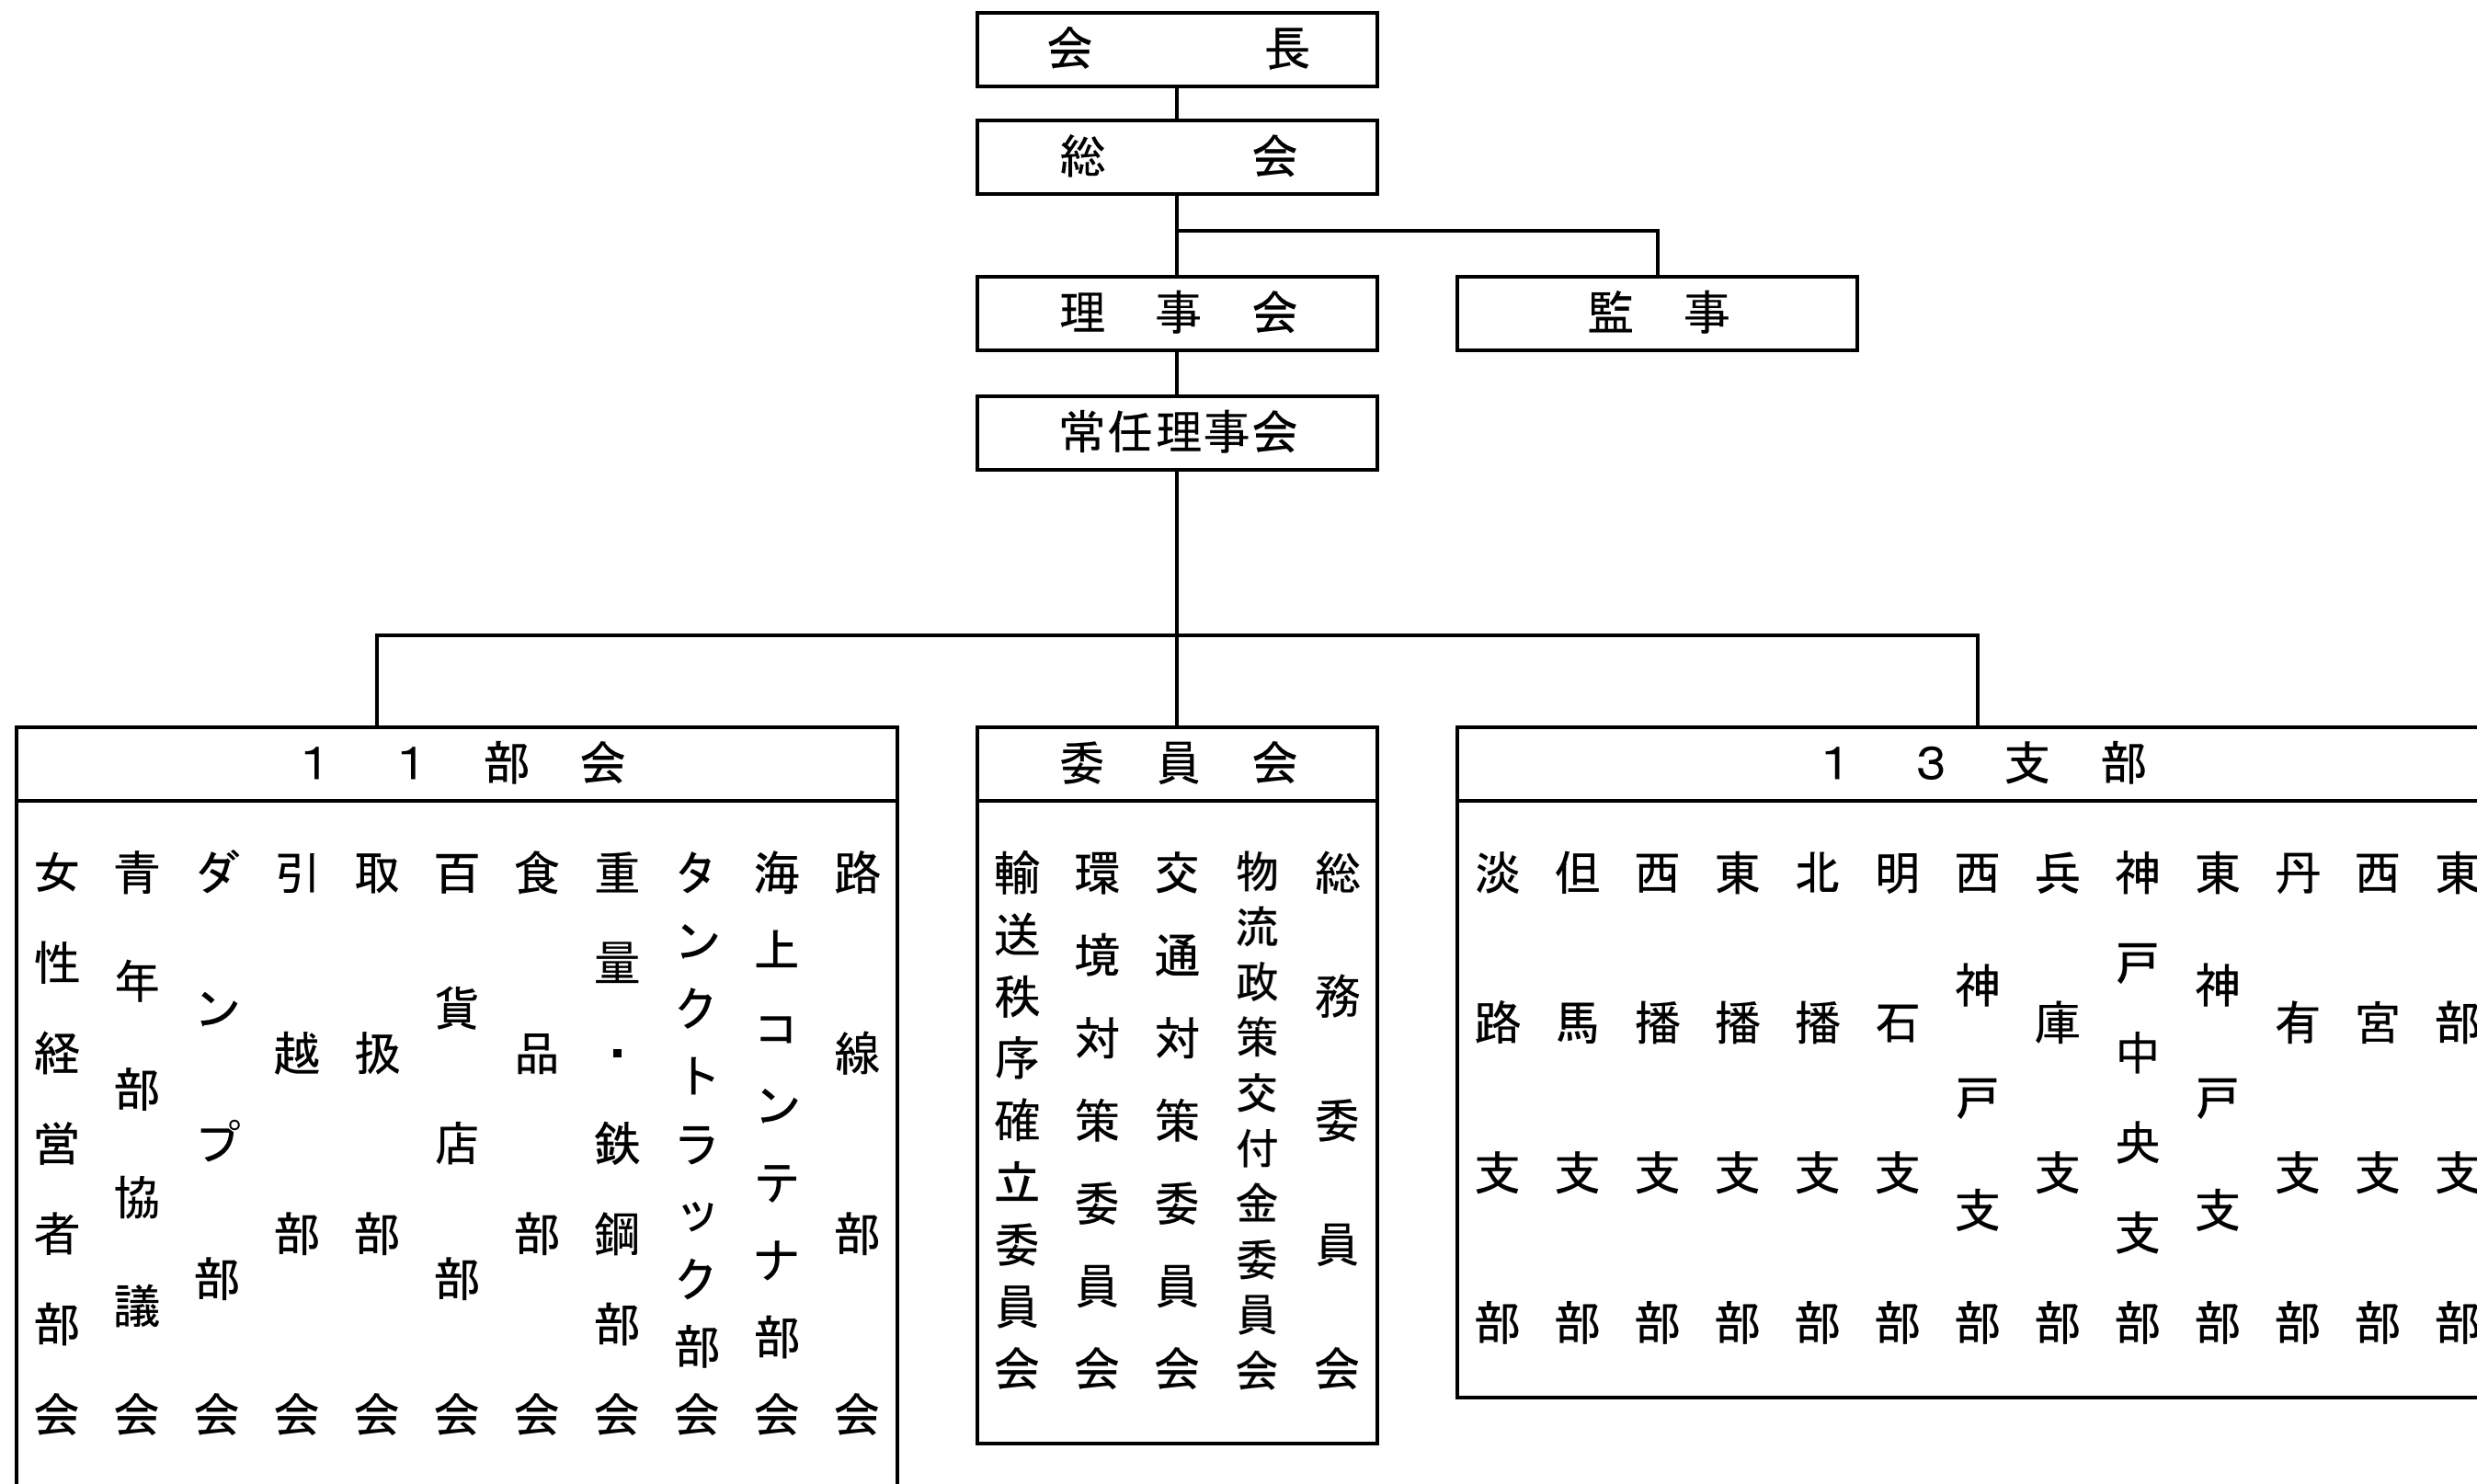 会長
総会
理事会
監事
常任理事会
１１部会
路線部会
海上コンテナ部会
タンクトラック部会
重量・鉄鋼部会
食品部会
百貨店部会
取扱部会
引越部会
ダンプ部会
青年部協議会
女性経営者部会
委員会
総務委員会
物流政策交付金委員会
交通対策委員会
環境対策委員会
輸送秩序確立委員会
１３支部
東部支部
西宮支部
丹有支部
東神戸支部
神戸中央支部
兵庫支部
西神戸支部
明石支部
北播支部
東播支部
西播支部
但馬支部
淡路支部